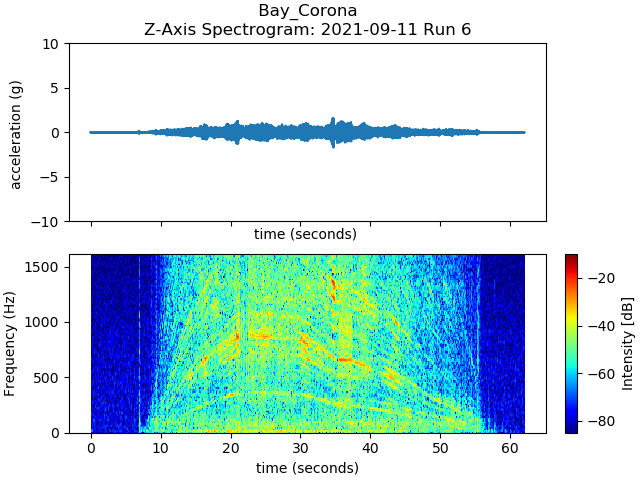 Bay_Corona
Z-Axis Spectrogram: 2021-09-11 Run 6
10
5
0
−5
−10
acceleration (g)
time (seconds)
1500
1000
500
0
Frequency (Hz)
0 10 20 30 40 50 60
time (seconds)
−20
−40
−60
−80
Intensity [dB]